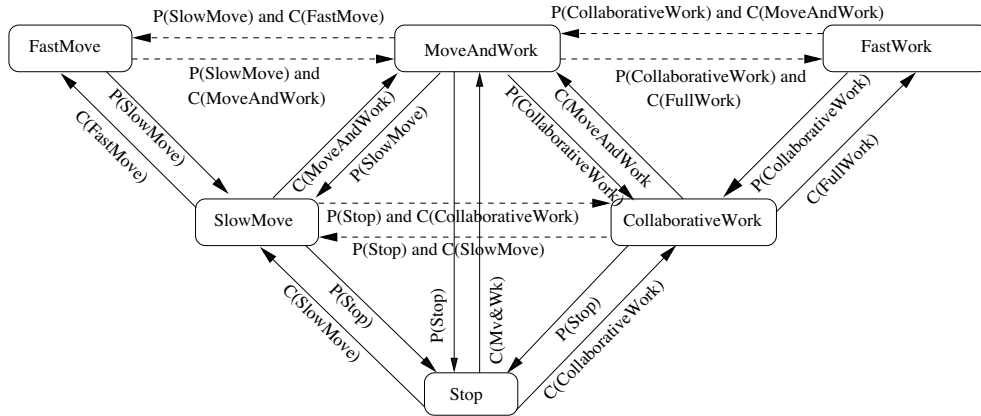 P(SlowMove) and C(FastMove)
P(CollaborativeWork) and C(MoveAndWork)
FastMove
MoveAndWork
FastWork
P(SlowMove) and
C(MoveAndWork)
P(CollaborativeWork) and
C(FullWork)
P(SlowMove)
C(FastMove)
C(MoveAndWork)
P(SlowMove)
P(CollaborativeWork)
C(MoveAndWork
P(CollaborativeWork)
C(FullWork)
SlowMove
P(Stop) and C(CollaborativeWork)
CollaborativeWork
P(Stop) and C(SlowMove)
P(Stop)
C(SlowMove)
P(Stop)
C(Mv&Wk)
P(Stop)
C(CollaborativeWork)
Stop